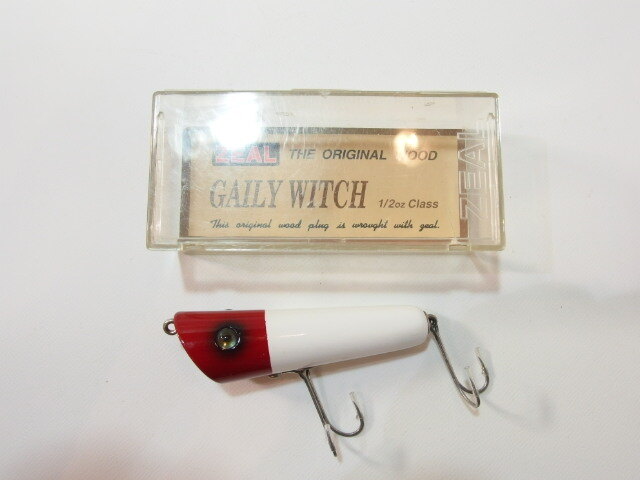 ZEAL THE ORIGINAL WOOD
GAILY WITCH 1/2oz Class
This original wood plug is wrought with zeal.
ZEAL